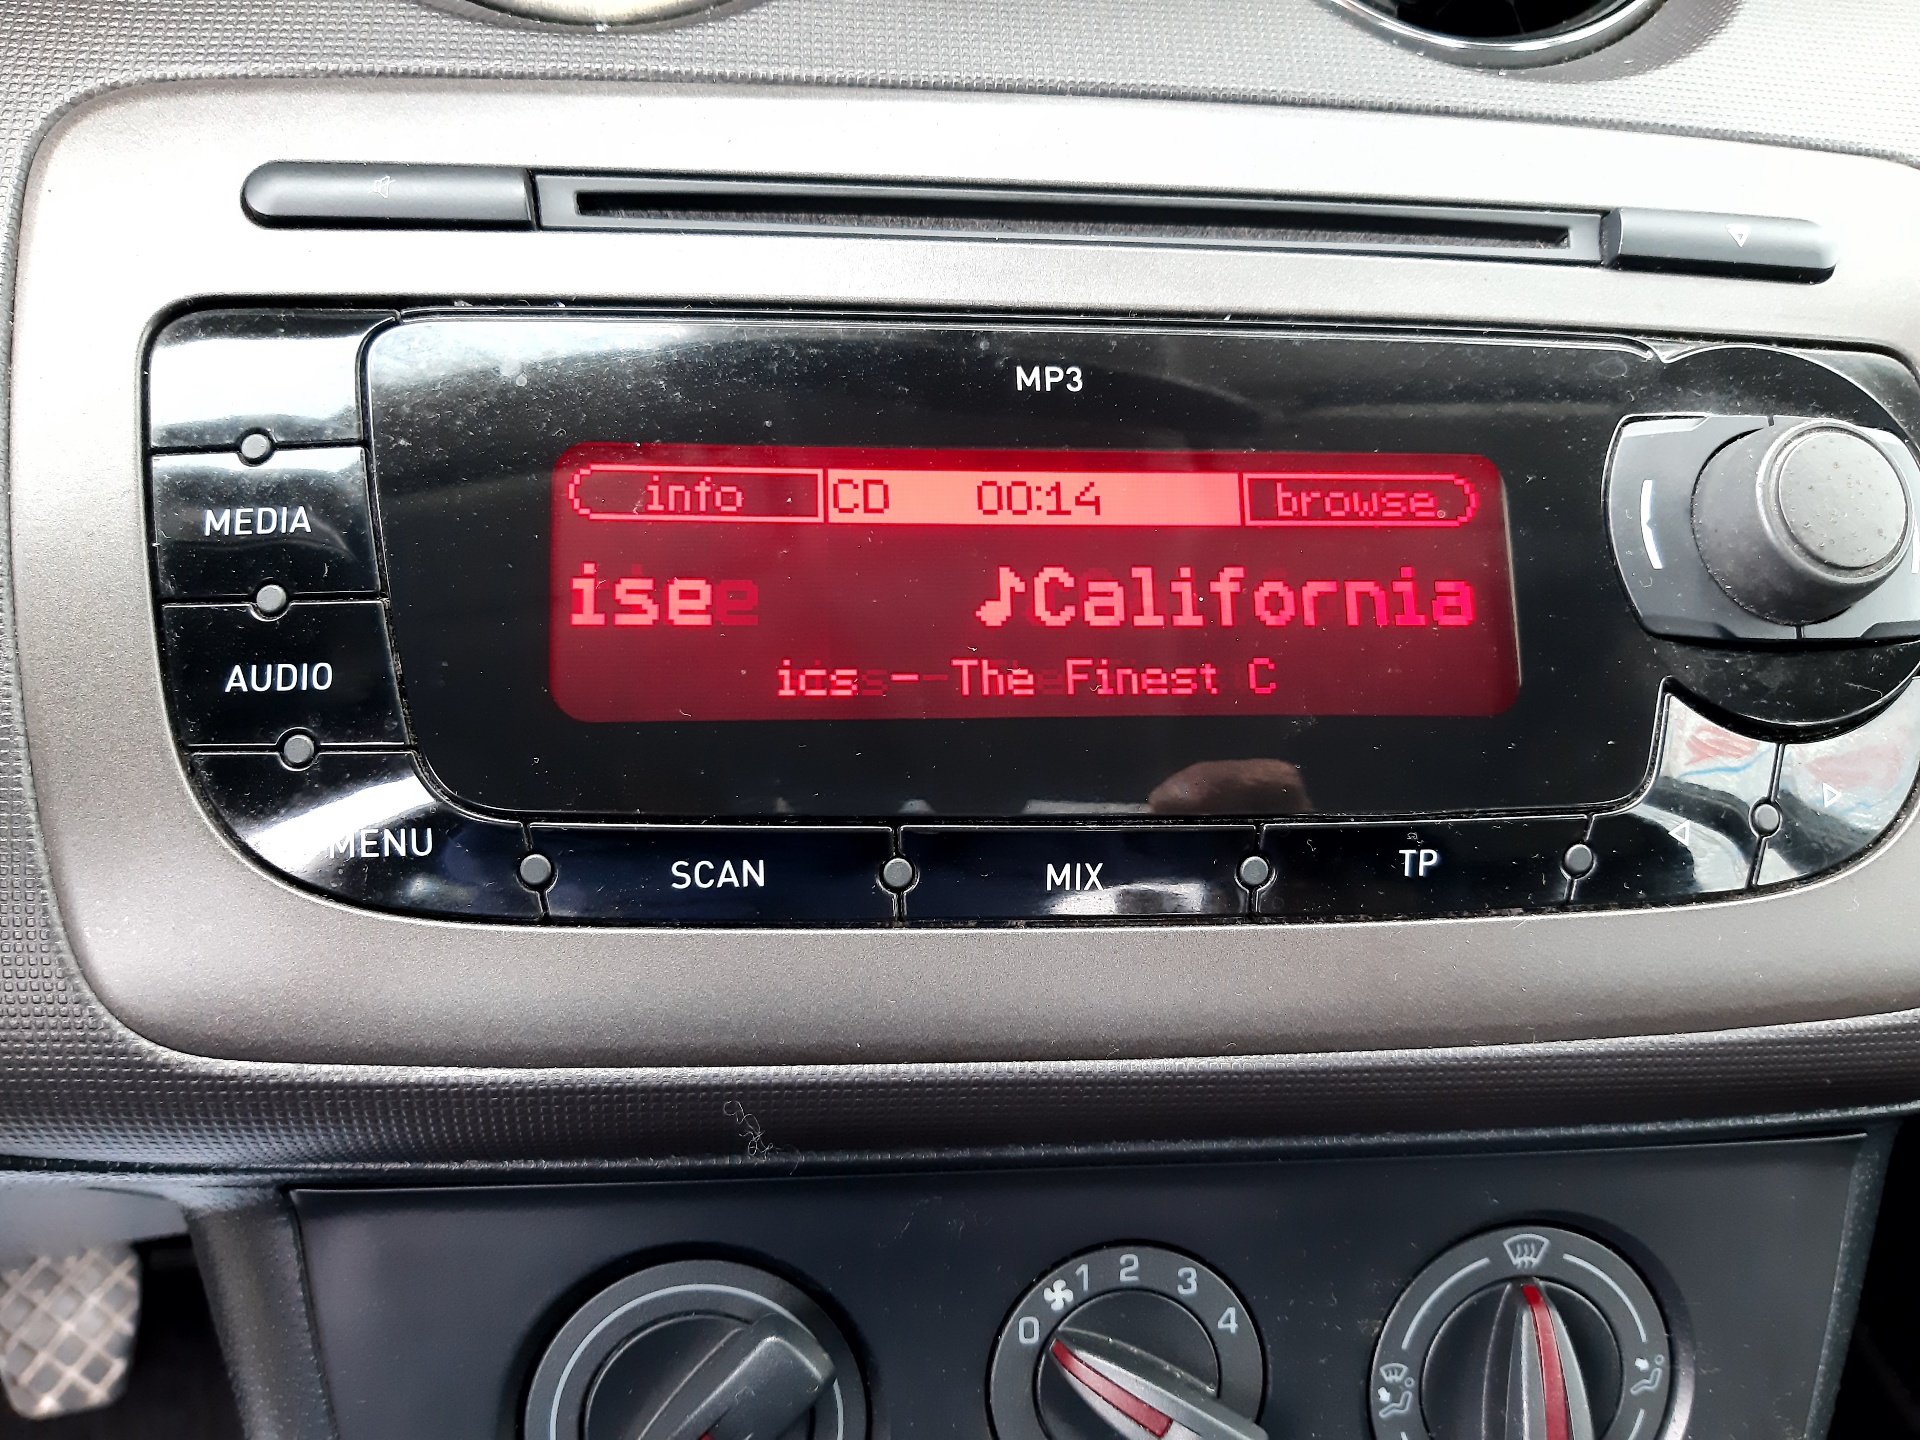 MP3
info CD 00:14 browse
ise ♪California
ics--The Finest C
MEDIA
AUDIO
MENU
SCAN
MIX
TP
0 1 2 3 4